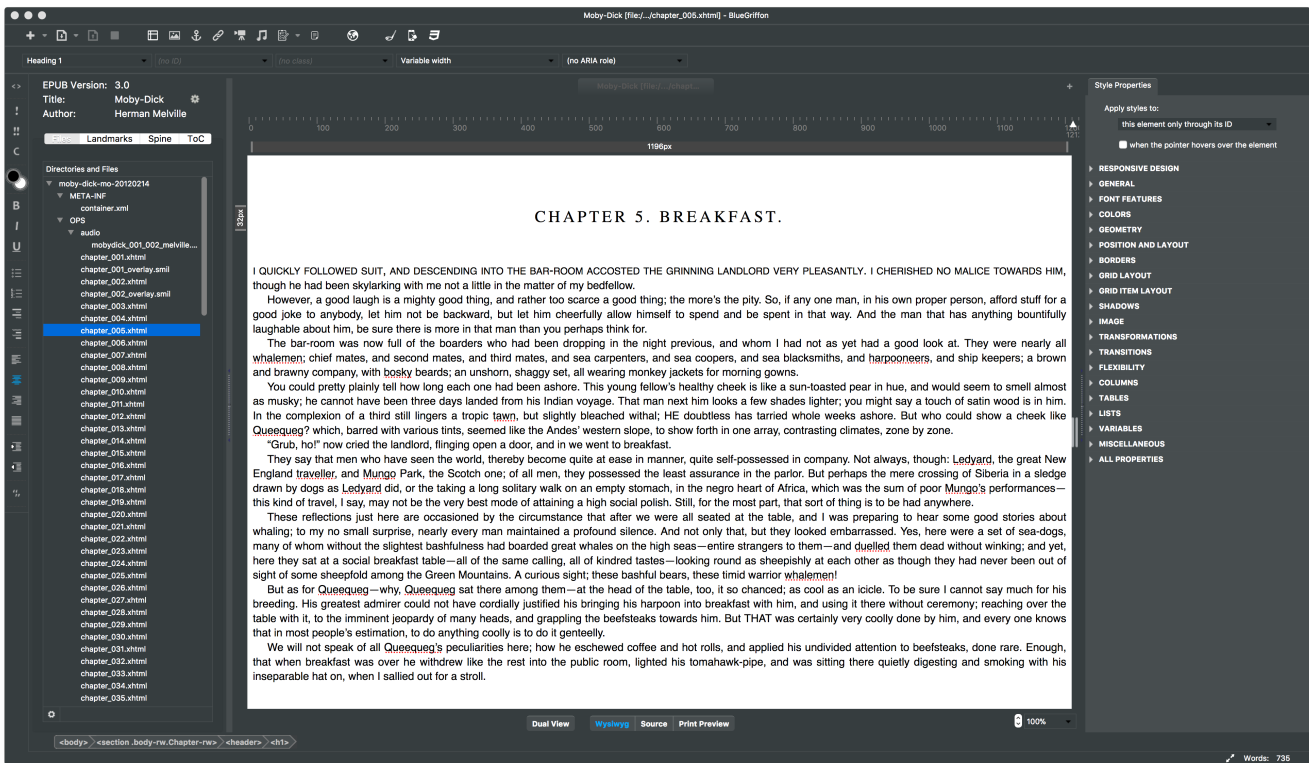 Moby-Dick [file:/.../chapter_005.xhtml] - BlueGriffon
Heading 1
(no ID)
(no class)
Variable width
(no ARIA role)
EPUB Version: 3.0
Title: Moby-Dick
Author: Herman Melville
Files Landmarks Spine ToC
Directories and Files
moby-dick-mo-20120214
META-INF
container.xml
OPS
audio
mobydick_001_002_melville....
chapter_001.xhtml
chapter_001_overlay.smil
chapter_002.xhtml
chapter_002_overlay.smil
chapter_003.xhtml
chapter_004.xhtml
chapter_005.xhtml
chapter_006.xhtml
chapter_007.xhtml
chapter_008.xhtml
chapter_009.xhtml
chapter_010.xhtml
chapter_011.xhtml
chapter_012.xhtml
chapter_013.xhtml
chapter_014.xhtml
chapter_015.xhtml
chapter_016.xhtml
chapter_017.xhtml
chapter_018.xhtml
chapter_019.xhtml
chapter_020.xhtml
chapter_021.xhtml
chapter_022.xhtml
chapter_023.xhtml
chapter_024.xhtml
chapter_025.xhtml
chapter_026.xhtml
chapter_027.xhtml
chapter_028.xhtml
chapter_029.xhtml
chapter_030.xhtml
chapter_031.xhtml
chapter_032.xhtml
chapter_033.xhtml
chapter_034.xhtml
chapter_035.xhtml
Moby-Dick [file:/.../chapt...
0 100 200 300 400 500 600 700 800 900 1000 1100
1196px
32px
CHAPTER 5. BREAKFAST.
I QUICKLY FOLLOWED SUIT, AND DESCENDING INTO THE BAR-ROOM ACCOSTED THE GRINNING LANDLORD VERY PLEASANTLY. I CHERISHED NO MALICE TOWARDS HIM,
though he had been skylarking with me not a little in the matter of my bedfellow.
However, a good laugh is a mighty good thing, and rather too scarce a good thing; the more's the pity. So, if any one man, in his own proper person, afford stuff for a
good joke to anybody, let him not be backward, but let him cheerfully allow himself to spend and be spent in that way. And the man that has anything bountifully
laughable about him, be sure there is more in that man than you perhaps think for.
The bar-room was now full of the boarders who had been dropping in the night previous, and whom I had not as yet had a good look at. They were nearly all
whalemen; chief mates, and second mates, and third mates, and sea carpenters, and sea coopers, and sea blacksmiths, and harpooneers, and ship keepers; a brown
and brawny company, with bosky beards; an unshorn, shaggy set, all wearing monkey jackets for morning gowns.
You could pretty plainly tell how long each one had been ashore. This young fellow's healthy cheek is like a sun-toasted pear in hue, and would seem to smell almost
as musky; he cannot have been three days landed from his Indian voyage. That man next him looks a few shades lighter; you might say a touch of satin wood is in him.
In the complexion of a third still lingers a tropic tawn, but slightly bleached withal; HE doubtless has tarried whole weeks ashore. But who could show a cheek like
Queequeg? which, barred with various tints, seemed like the Andes' western slope, to show forth in one array, contrasting climates, zone by zone.
“Grub, ho!” now cried the landlord, flinging open a door, and in we went to breakfast.
They say that men who have seen the world, thereby become quite at ease in manner, quite self-possessed in company. Not always, though: Ledyard, the great New
England traveller, and Mungo Park, the Scotch one; of all men, they possessed the least assurance in the parlor. But perhaps the mere crossing of Siberia in a sledge
drawn by dogs as Ledyard did, or the taking a long solitary walk on an empty stomach, in the negro heart of Africa, which was the sum of poor Mungo's performances—
this kind of travel, I say, may not be the very best mode of attaining a high social polish. Still, for the most part, that sort of thing is to be had anywhere.
These reflections just here are occasioned by the circumstance that after we were all seated at the table, and I was preparing to hear some good stories about
whaling; to my no small surprise, nearly every man maintained a profound silence. And not only that, but they looked embarrassed. Yes, here were a set of sea-dogs,
many of whom without the slightest bashfulness had boarded great whales on the high seas—entire strangers to them—and duelled them dead without winking; and yet,
here they sat at a social breakfast table—all of the same calling, all of kindred tastes—looking round as sheepishly at each other as though they had never been out of
sight of some sheepfold among the Green Mountains. A curious sight; these bashful bears, these timid warrior whalemen!
But as for Queequeg—why, Queequeg sat there among them—at the head of the table, too, it so chanced; as cool as an icicle. To be sure I cannot say much for his
breeding. His greatest admirer could not have cordially justified his bringing his harpoon into breakfast with him, and using it there without ceremony; reaching over the
table with it, to the imminent jeopardy of many heads, and grappling the beefsteaks towards him. But THAT was certainly very coolly done by him, and every one knows
that in most people's estimation, to do anything coolly is to do it genteelly.
We will not speak of all Queequeg's peculiarities here; how he eschewed coffee and hot rolls, and applied his undivided attention to beefsteaks, done rare. Enough,
that when breakfast was over he withdrew like the rest into the public room, lighted his tomahawk-pipe, and was sitting there quietly digesting and smoking with his
inseparable hat on, when I sallied out for a stroll.
Dual View Wysiwyg Source Print Preview
100%
<body> <section .body-rw.Chapter-rw> <header> <h1>
Style Properties
Apply styles to:
this element only through its ID
when the pointer hovers over the element
RESPONSIVE DESIGN
GENERAL
FONT FEATURES
COLORS
GEOMETRY
POSITION AND LAYOUT
BORDERS
GRID LAYOUT
GRID ITEM LAYOUT
SHADOWS
IMAGE
TRANSFORMATIONS
TRANSITIONS
FLEXIBILITY
COLUMNS
TABLES
LISTS
VARIABLES
MISCELLANEOUS
ALL PROPERTIES
Words: 735